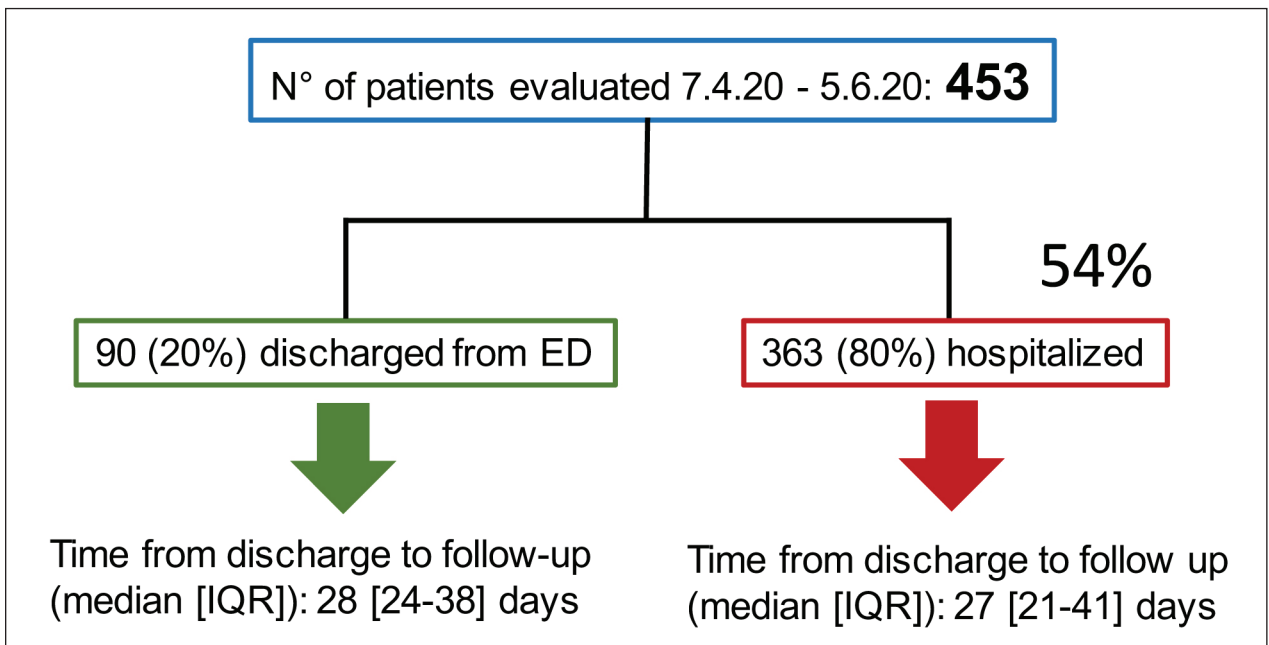 N° of patients evaluated 7.4.20 - 5.6.20: 453
54%
90 (20%) discharged from ED
363 (80%) hospitalized
Time from discharge to follow-up
(median [IQR]): 28 [24-38] days
Time from discharge to follow up
(median [IQR]): 27 [21-41] days